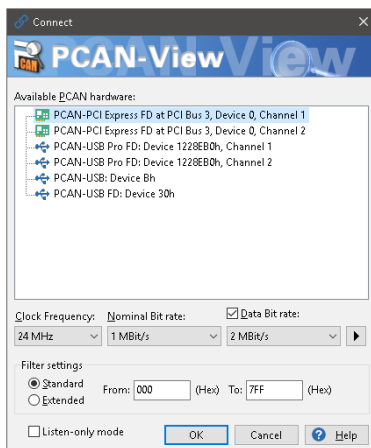 Connect
PCAN-View
Available PCAN hardware:
PCAN-PCI Express FD at PCI Bus 3, Device 0, Channel 1
PCAN-PCI Express FD at PCI Bus 3, Device 0, Channel 2
PCAN-USB Pro FD: Device 1228EB0h, Channel 1
PCAN-USB Pro FD: Device 1228EB0h, Channel 2
PCAN-USB: Device Bh
PCAN-USB FD: Device 30h
Clock Frequency: Nominal Bit rate: Data Bit rate:
24 MHz 1 MBit/s 2 MBit/s
Filter settings
Standard From: 000 (Hex) To: 7FF (Hex)
Extended
Listen-only mode OK Cancel Help